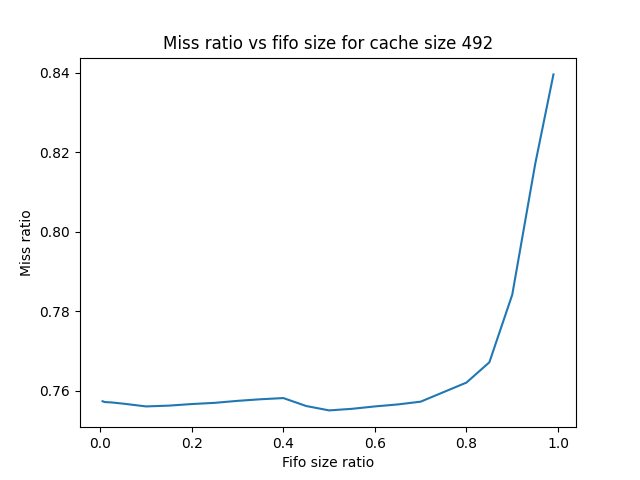 Miss ratio vs fifo size for cache size 492
0.84
0.82
0.80
0.78
0.76
Miss ratio
0.0 0.2 0.4 0.6 0.8 1.0
Fifo size ratio